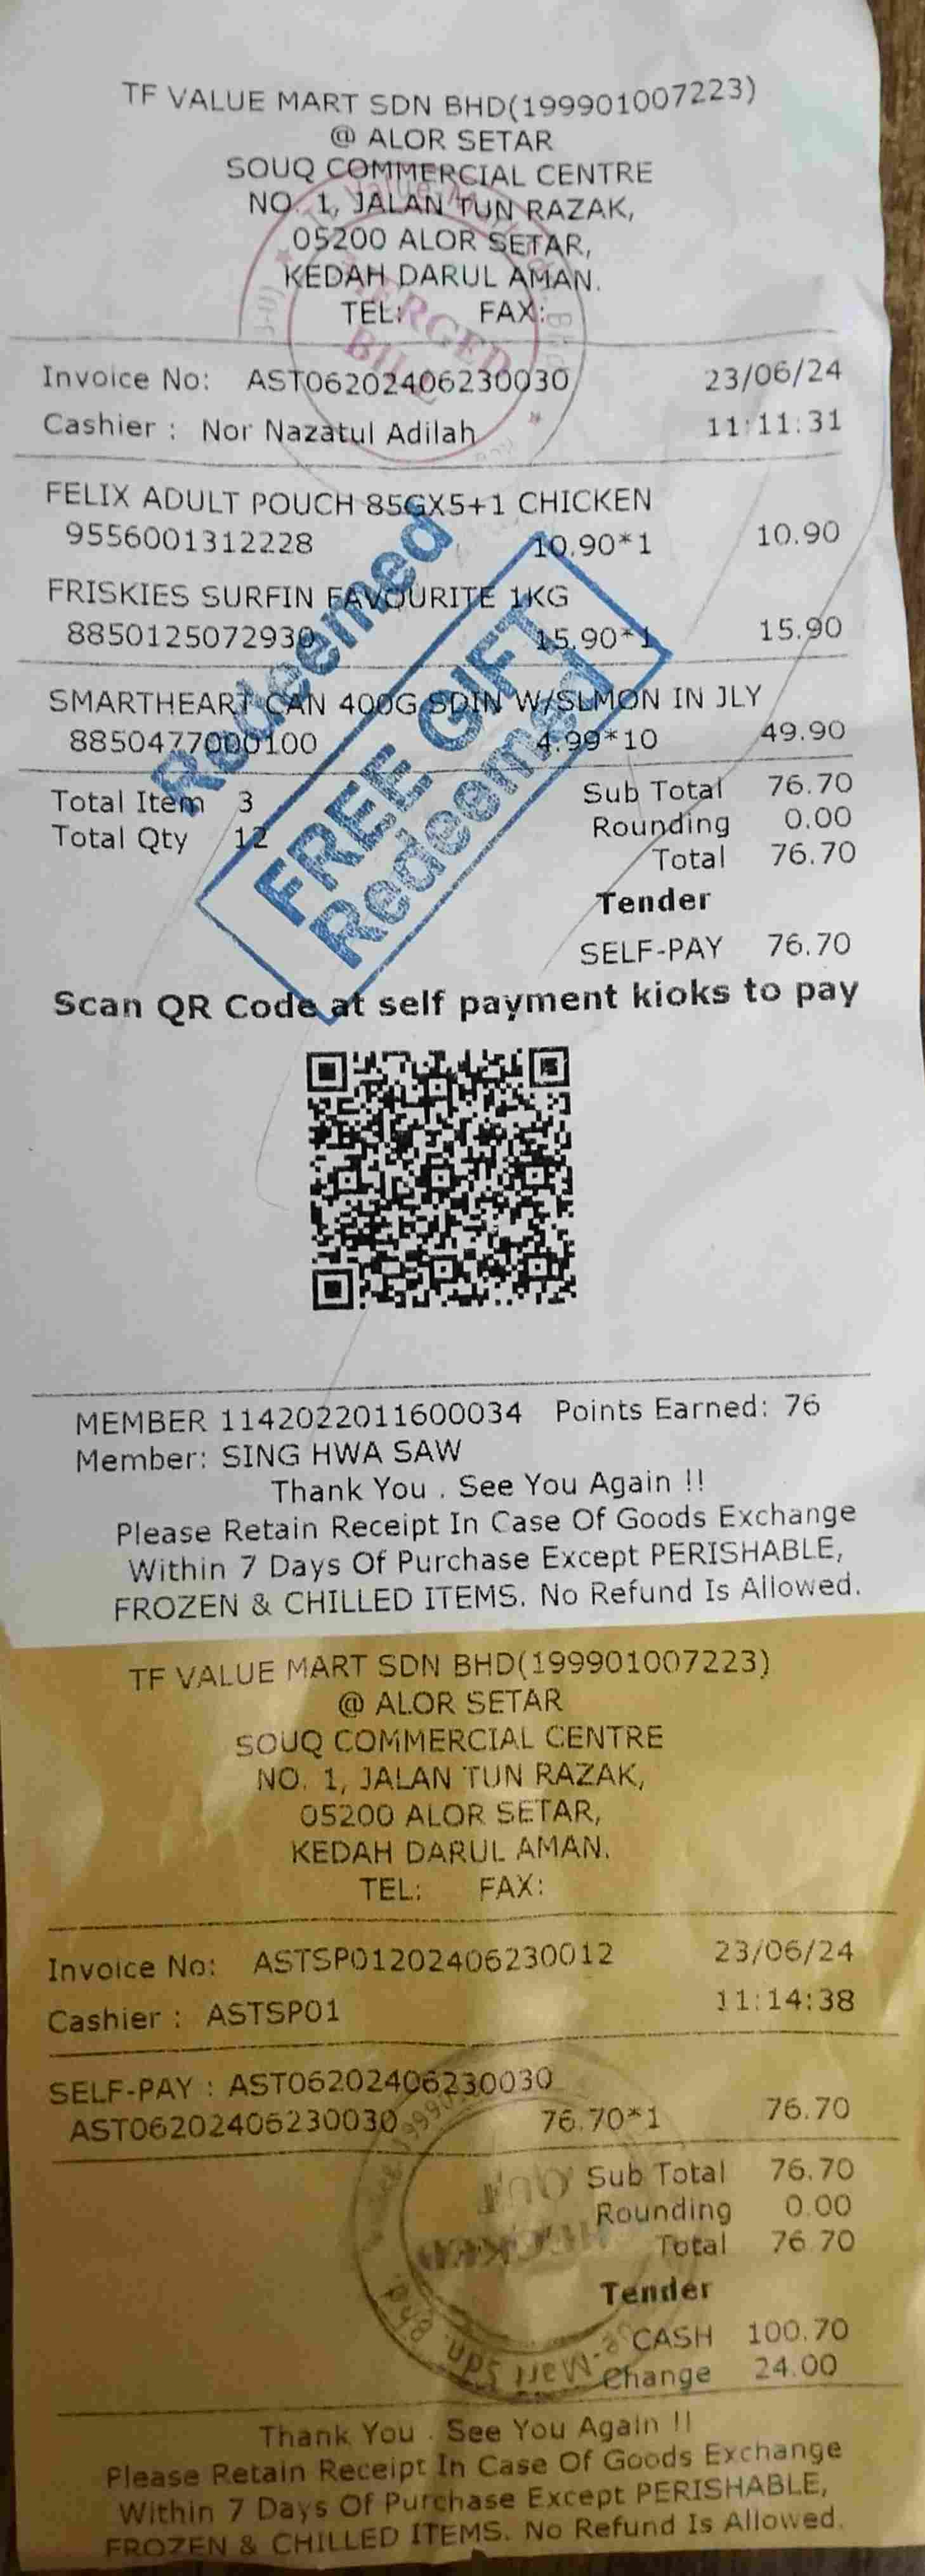 TF VALUE MART SDN BHD(199901007223)
@ ALOR SETAR
SOUQ COMMERCIAL CENTRE
NO. 1, JALAN TUN RAZAK,
05200 ALOR SETAR,
KEDAH DARUL AMAN.
TEL: FAX:
MERGED
BILL
Invoice No: AST06202406230030 23/06/24
Cashier : Nor Nazatul Adilah 11:11:31
FELIX ADULT POUCH 85GX5+1 CHICKEN
9556001312228 10.90*1 10.90
FRISKIES SURFIN FAVOURITE 1KG
8850125072930 15.90*1 15.90
SMARTHEART CAN 400G SDIN W/SLMON IN JLY
8850477000100 4.99*10 49.90
Redeemed
FREE GIFT
Redeemed
Total Item 3 Sub Total 76.70
Total Qty 12 Rounding 0.00
Total 76.70
Tender
SELF-PAY 76.70
Scan QR Code at self payment kioks to pay
MEMBER 1142022011600034 Points Earned: 76
Member: SING HWA SAW
Thank You . See You Again !!
Please Retain Receipt In Case Of Goods Exchange
Within 7 Days Of Purchase Except PERISHABLE,
FROZEN & CHILLED ITEMS. No Refund Is Allowed.
TF VALUE MART SDN BHD(199901007223)
@ ALOR SETAR
SOUQ COMMERCIAL CENTRE
NO. 1, JALAN TUN RAZAK,
05200 ALOR SETAR,
KEDAH DARUL AMAN.
TEL: FAX:
Invoice No: ASTSP01202406230012 23/06/24
Cashier : ASTSP01 11:14:38
SELF-PAY : AST06202406230030
AST06202406230030 76.70*1 76.70
Sub Total 76.70
Rounding 0.00
Total 76.70
Tender
CASH 100.70
Change 24.00
Thank You . See You Again !!
Please Retain Receipt In Case Of Goods Exchange
Within 7 Days Of Purchase Except PERISHABLE,
FROZEN & CHILLED ITEMS. No Refund Is Allowed.